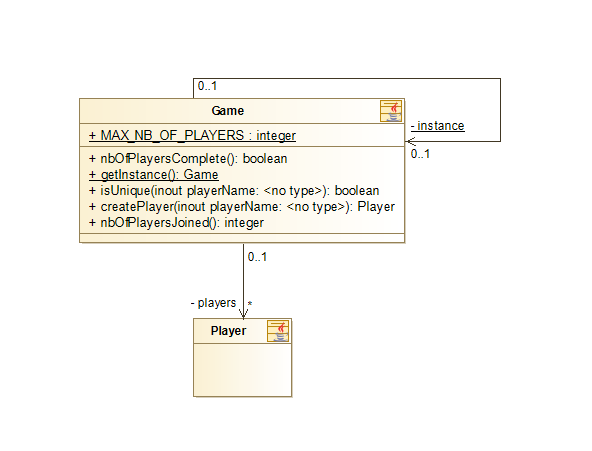 0..1
Game
- instance
+ MAX_NB_OF_PLAYERS : integer
0..1
+ nbOfPlayersComplete(): boolean
+ getInstance(): Game
+ isUnique(inout playerName: <no type>): boolean
+ createPlayer(inout playerName: <no type>): Player
+ nbOfPlayersJoined(): integer
0..1
- players *
Player